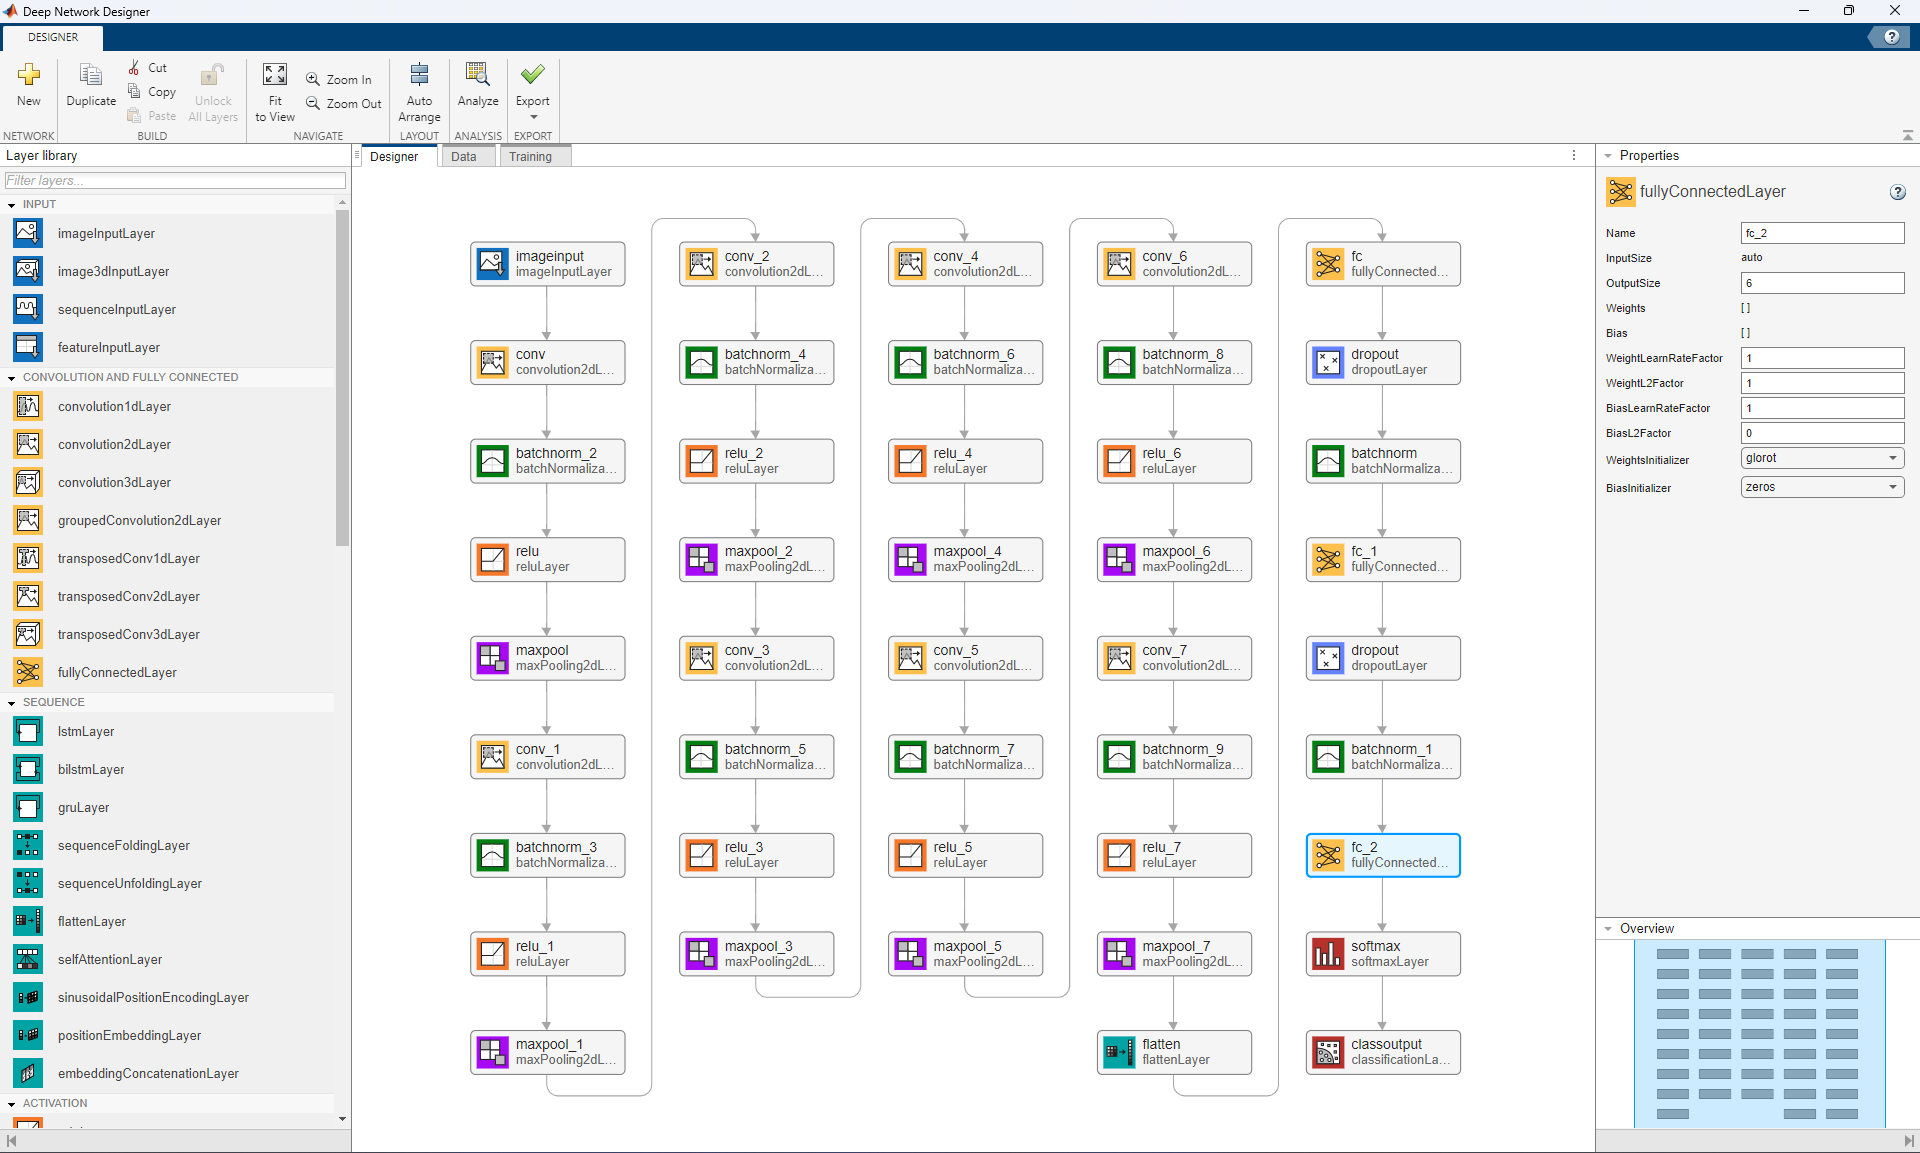 Deep Network Designer
DESIGNER
New
Duplicate
Cut
Copy
Paste
Unlock
All Layers
Fit
to View
Zoom In
Zoom Out
Auto
Arrange
Analyze
Export
NETWORK
BUILD
NAVIGATE
LAYOUT
ANALYSIS
EXPORT
Layer library
Filter layers...
INPUT
imageInputLayer
image3dInputLayer
sequenceInputLayer
featureInputLayer
CONVOLUTION AND FULLY CONNECTED
convolution1dLayer
convolution2dLayer
convolution3dLayer
groupedConvolution2dLayer
transposedConv1dLayer
transposedConv2dLayer
transposedConv3dLayer
fullyConnectedLayer
SEQUENCE
lstmLayer
bilstmLayer
gruLayer
sequenceFoldingLayer
sequenceUnfoldingLayer
flattenLayer
selfAttentionLayer
sinusoidalPositionEncodingLayer
positionEmbeddingLayer
embeddingConcatenationLayer
ACTIVATION
Designer
Data
Training
imageinput
imageInputLayer
conv
convolution2dL...
batchnorm_2
batchNormaliza...
relu
reluLayer
maxpool
maxPooling2dL...
conv_1
convolution2dL...
batchnorm_3
batchNormaliza...
relu_1
reluLayer
maxpool_1
maxPooling2dL...
conv_2
convolution2dL...
batchnorm_4
batchNormaliza...
relu_2
reluLayer
maxpool_2
maxPooling2dL...
conv_3
convolution2dL...
batchnorm_5
batchNormaliza...
relu_3
reluLayer
maxpool_3
maxPooling2dL...
conv_4
convolution2dL...
batchnorm_6
batchNormaliza...
relu_4
reluLayer
maxpool_4
maxPooling2dL...
conv_5
convolution2dL...
batchnorm_7
batchNormaliza...
relu_5
reluLayer
maxpool_5
maxPooling2dL...
conv_6
convolution2dL...
batchnorm_8
batchNormaliza...
relu_6
reluLayer
maxpool_6
maxPooling2dL...
conv_7
convolution2dL...
batchnorm_9
batchNormaliza...
relu_7
reluLayer
maxpool_7
maxPooling2dL...
flatten
flattenLayer
fc
fullyConnected...
dropout
dropoutLayer
batchnorm
batchNormaliza...
fc_1
fullyConnected...
dropout
dropoutLayer
batchnorm_1
batchNormaliza...
fc_2
fullyConnected...
softmax
softmaxLayer
classoutput
classificationLa...
Properties
fullyConnectedLayer
Name fc_2
InputSize auto
OutputSize 6
Weights [ ]
Bias [ ]
WeightLearnRateFactor 1
WeightL2Factor 1
BiasLearnRateFactor 1
BiasL2Factor 0
WeightsInitializer glorot
BiasInitializer zeros
Overview